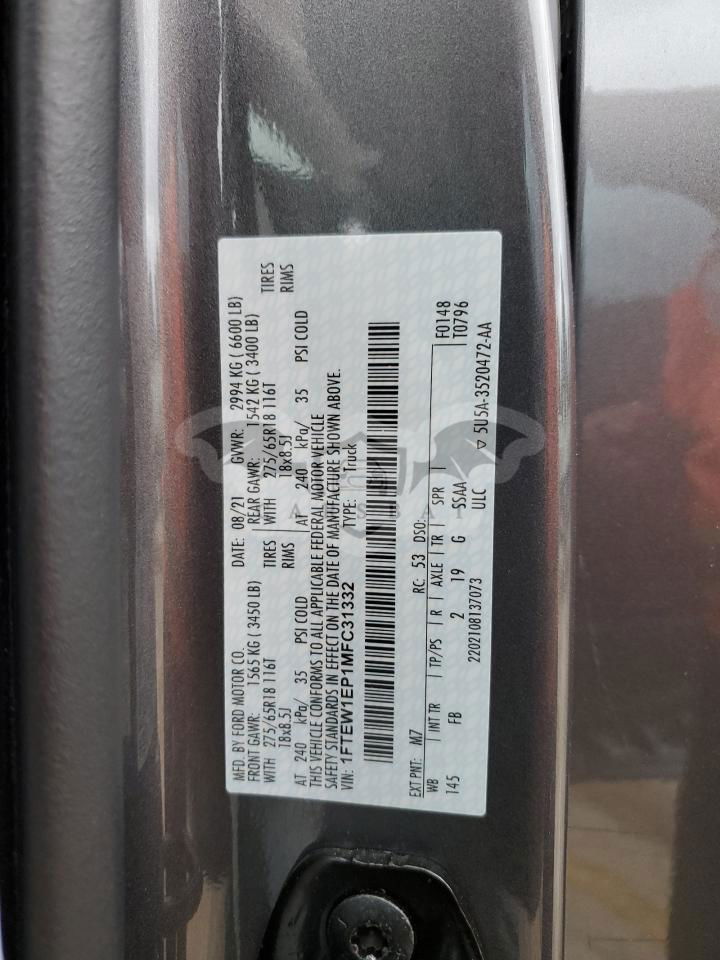 MFD. BY FORD MOTOR CO.  DATE: 08/21  GVWR: 2994 KG ( 6600 LB)
FRONT GAWR: 1565 KG ( 3450 LB)  REAR GAWR: 1542 KG ( 3400 LB)
WITH 275/65R18 116T TIRES  WITH 275/65R18 116T TIRES
18x8.5J RIMS  18x8.5J RIMS
AT 240 kPa/ 35 PSI COLD  AT 240 kPa/ 35 PSI COLD
THIS VEHICLE CONFORMS TO ALL APPLICABLE FEDERAL MOTOR VEHICLE
SAFETY STANDARDS IN EFFECT ON THE DATE OF MANUFACTURE SHOWN ABOVE.
VIN: 1FTEW1EP1MFC31332  TYPE: Truck
EXT PNT: M7  RC: 53  DSO:  F0148
WB | INT TR | TP/PS | R | AXLE | TR | SPR  T0796
145  FB  2  19  G  SSAA
2202108137073  ULC  ▽ 5U5A-3520472-AA